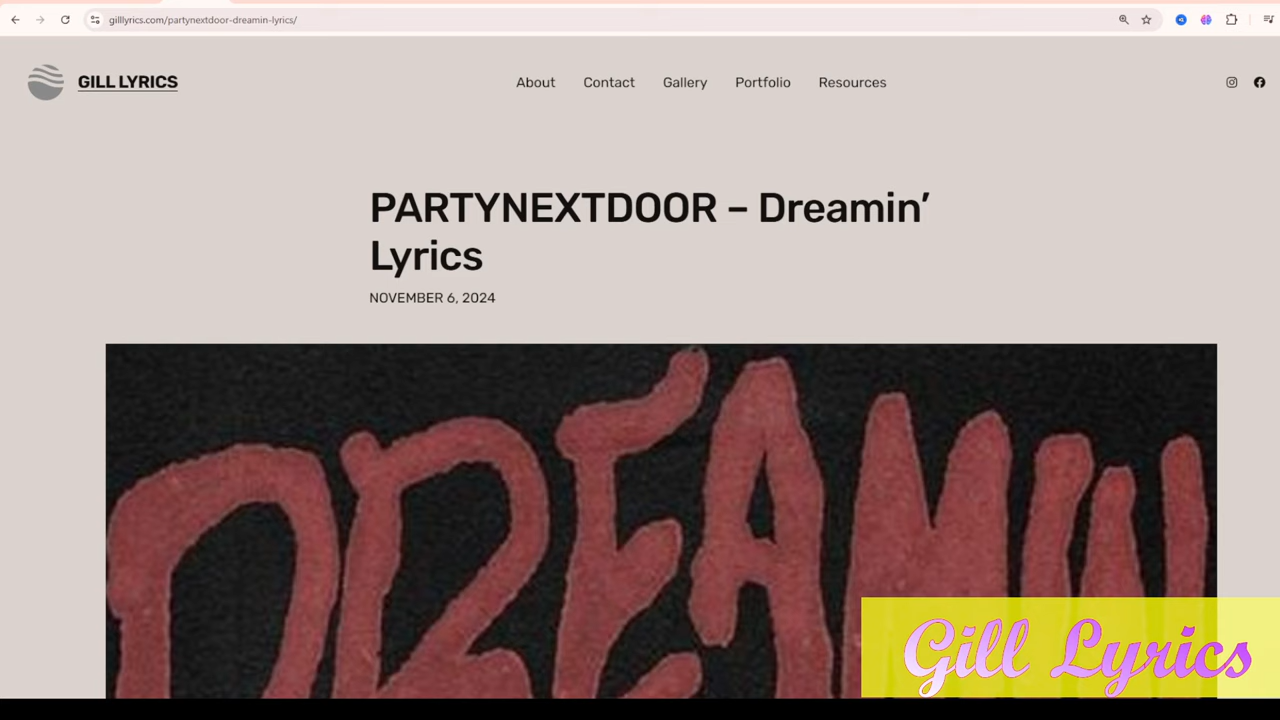 gilllyrics.com/partynextdoor-dreamin-lyrics/
GILL LYRICS
About
Contact
Gallery
Portfolio
Resources
PARTYNEXTDOOR – Dreamin’
Lyrics
NOVEMBER 6, 2024
DREAMIN
Gill Lyrics